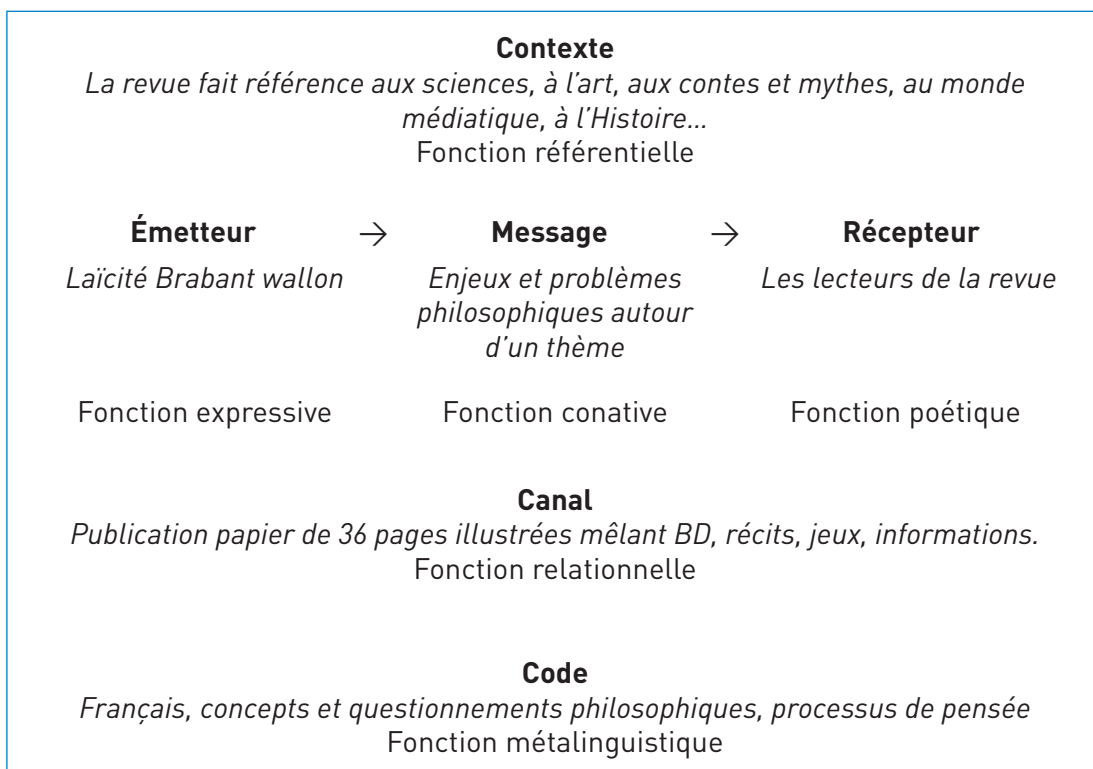 Contexte
La revue fait référence aux sciences, à l’art, aux contes et mythes, au monde
médiatique, à l’Histoire…
Fonction référentielle
Émetteur → Message → Récepteur
Laïcité Brabant wallon Enjeux et problèmes Les lecteurs de la revue
philosophiques autour
d’un thème
Fonction expressive Fonction conative Fonction poétique
Canal
Publication papier de 36 pages illustrées mêlant BD, récits, jeux, informations.
Fonction relationnelle
Code
Français, concepts et questionnements philosophiques, processus de pensée
Fonction métalinguistique